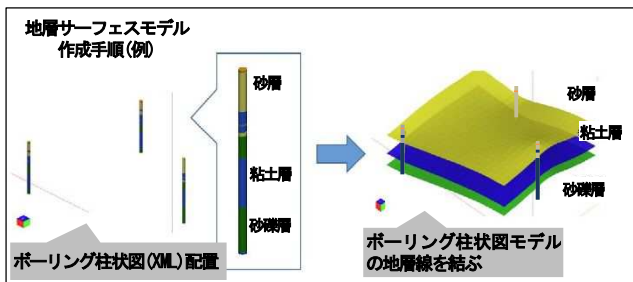 地層サーフェスモデル
作成手順(例)
砂層
粘土層
砂礫層
ボーリング柱状図(XML)配置
砂層
粘土層
砂礫層
ボーリング柱状図モデル
の地層線を結ぶ